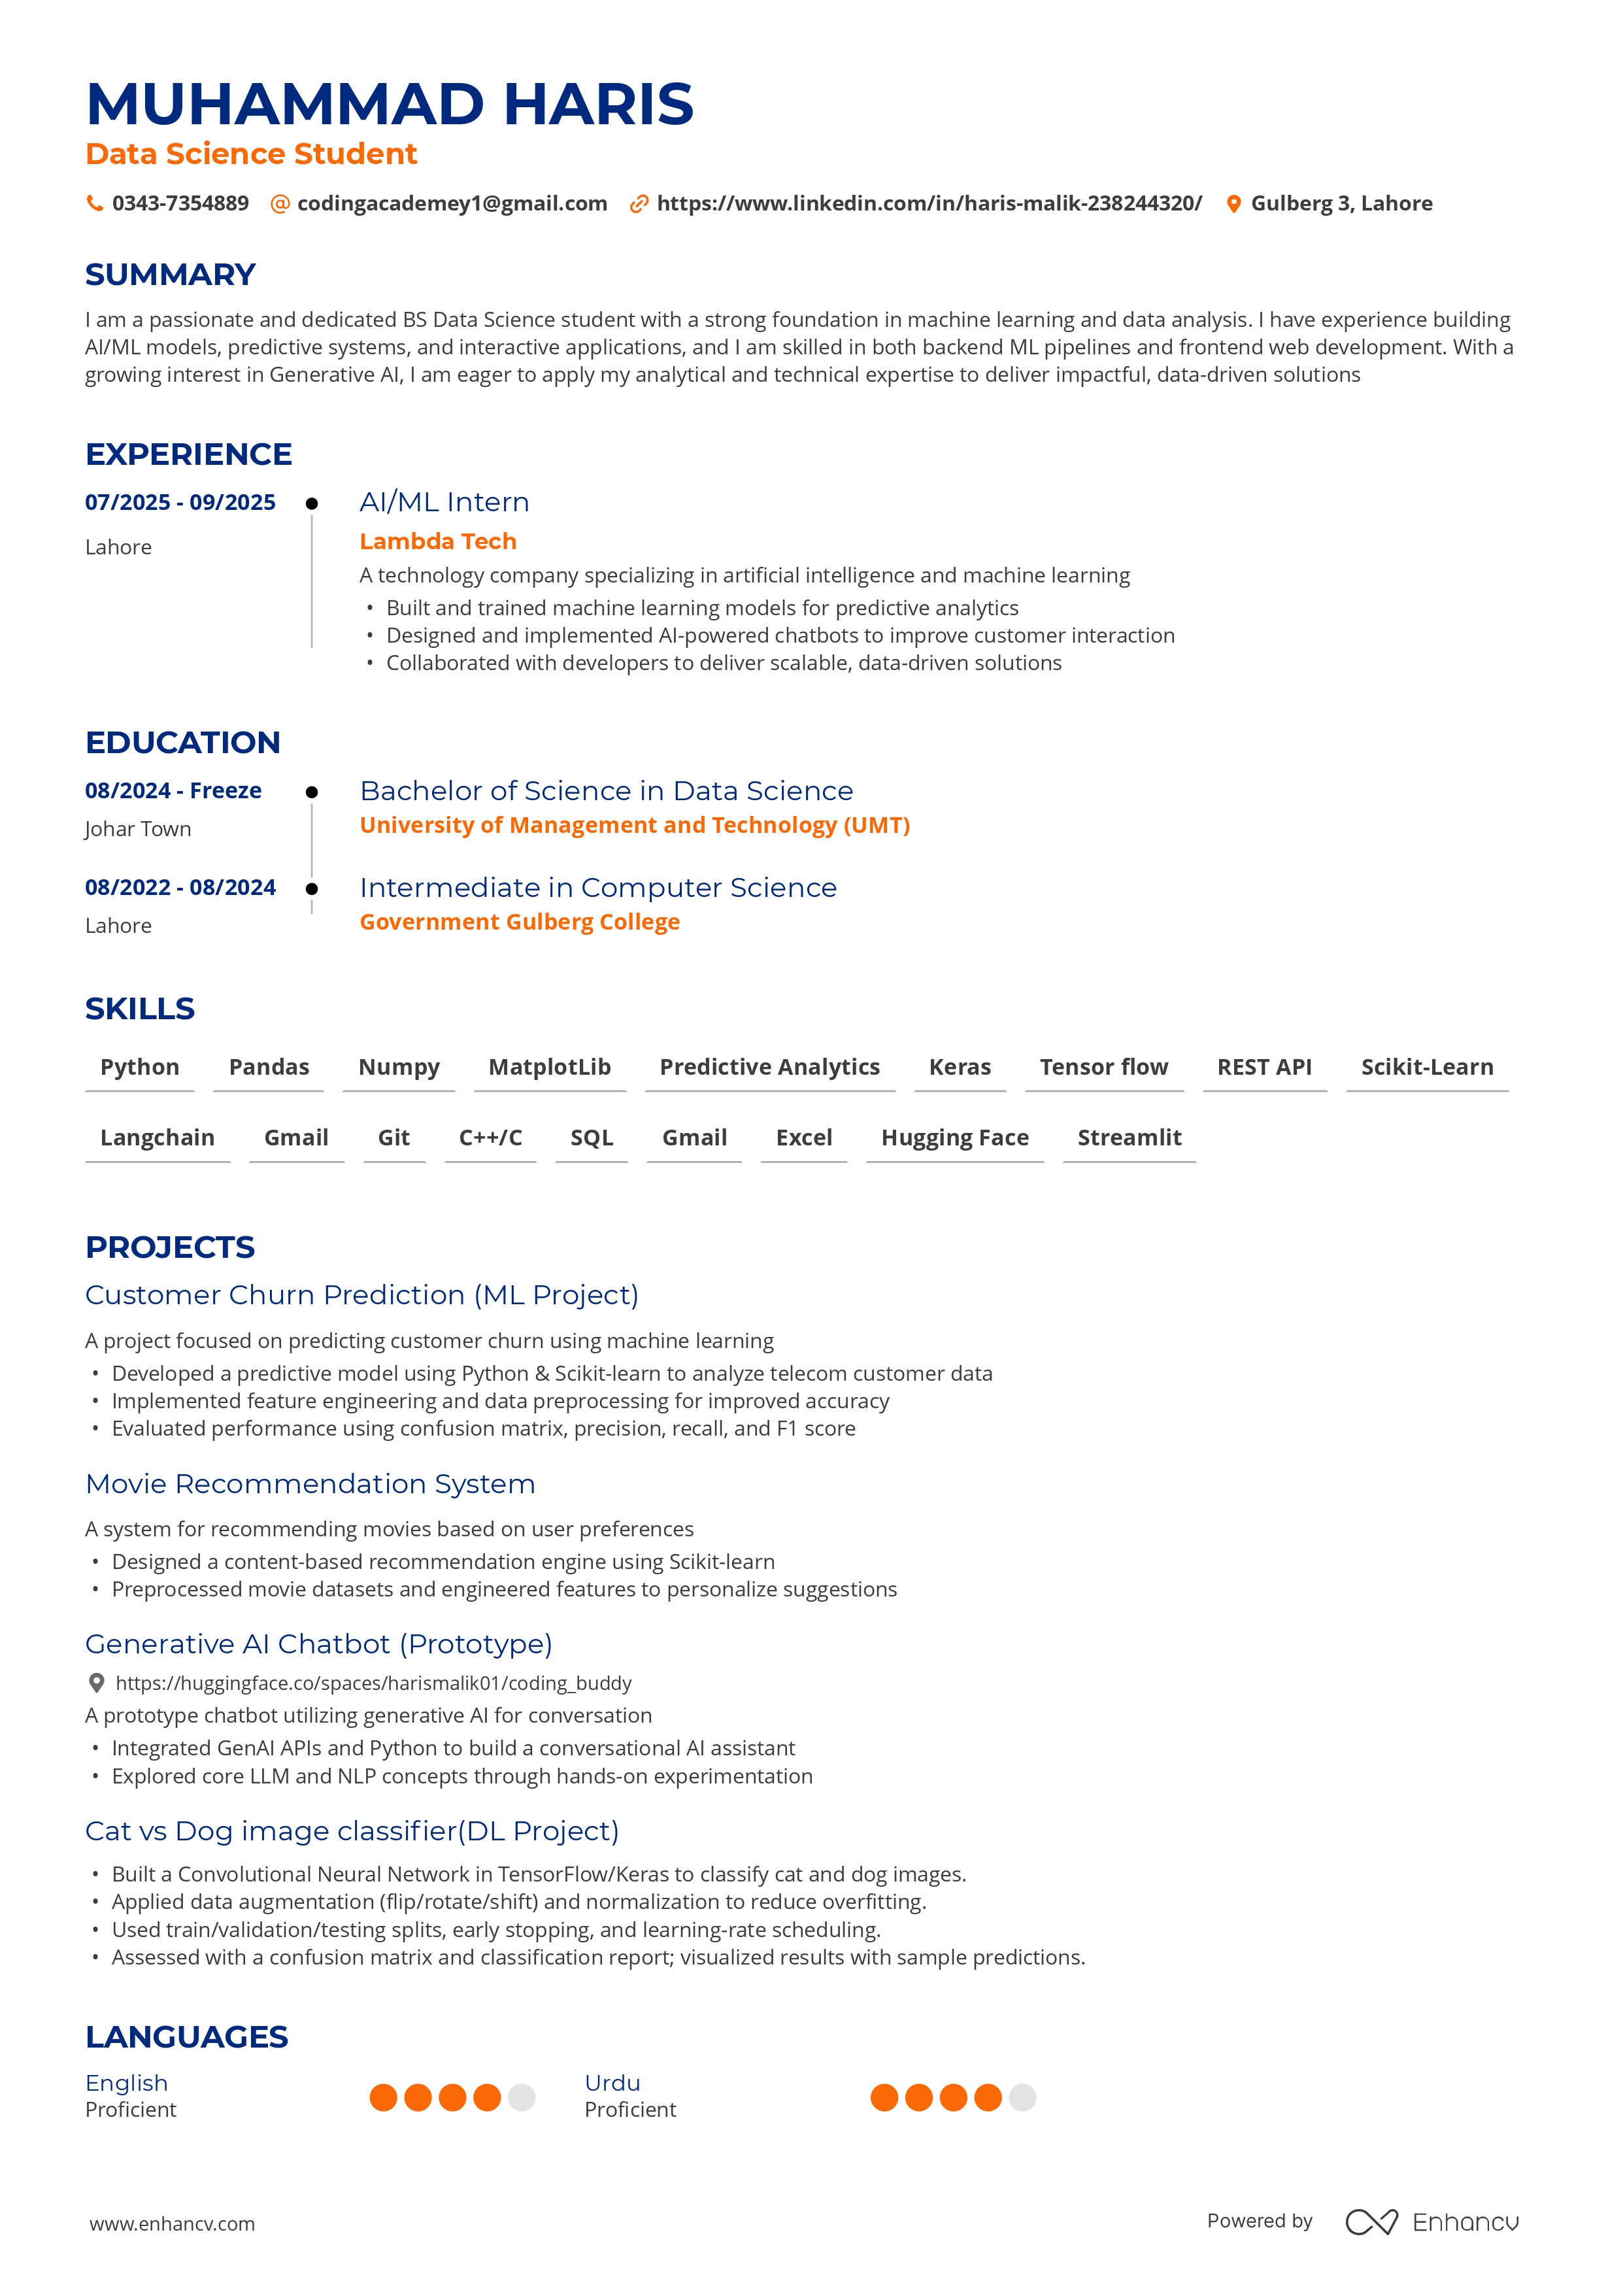 MUHAMMAD HARIS
Data Science Student
0343-7354889 @ codingacademey1@gmail.com https://www.linkedin.com/in/haris-malik-238244320/ Gulberg 3, Lahore
SUMMARY
I am a passionate and dedicated BS Data Science student with a strong foundation in machine learning and data analysis. I have experience building
AI/ML models, predictive systems, and interactive applications, and I am skilled in both backend ML pipelines and frontend web development. With a
growing interest in Generative AI, I am eager to apply my analytical and technical expertise to deliver impactful, data-driven solutions
EXPERIENCE
07/2025 - 09/2025
Lahore
AI/ML Intern
Lambda Tech
A technology company specializing in artificial intelligence and machine learning
• Built and trained machine learning models for predictive analytics
• Designed and implemented AI-powered chatbots to improve customer interaction
• Collaborated with developers to deliver scalable, data-driven solutions
EDUCATION
08/2024 - Freeze
Johar Town
Bachelor of Science in Data Science
University of Management and Technology (UMT)
08/2022 - 08/2024
Lahore
Intermediate in Computer Science
Government Gulberg College
SKILLS
Python Pandas Numpy MatplotLib Predictive Analytics Keras Tensor flow REST API Scikit-Learn
Langchain Gmail Git C++/C SQL Gmail Excel Hugging Face Streamlit
PROJECTS
Customer Churn Prediction (ML Project)
A project focused on predicting customer churn using machine learning
• Developed a predictive model using Python & Scikit-learn to analyze telecom customer data
• Implemented feature engineering and data preprocessing for improved accuracy
• Evaluated performance using confusion matrix, precision, recall, and F1 score
Movie Recommendation System
A system for recommending movies based on user preferences
• Designed a content-based recommendation engine using Scikit-learn
• Preprocessed movie datasets and engineered features to personalize suggestions
Generative AI Chatbot (Prototype)
https://huggingface.co/spaces/harismalik01/coding_buddy
A prototype chatbot utilizing generative AI for conversation
• Integrated GenAI APIs and Python to build a conversational AI assistant
• Explored core LLM and NLP concepts through hands-on experimentation
Cat vs Dog image classifier(DL Project)
• Built a Convolutional Neural Network in TensorFlow/Keras to classify cat and dog images.
• Applied data augmentation (flip/rotate/shift) and normalization to reduce overfitting.
• Used train/validation/testing splits, early stopping, and learning-rate scheduling.
• Assessed with a confusion matrix and classification report; visualized results with sample predictions.
LANGUAGES
English
Proficient
Urdu
Proficient
www.enhancv.com
Powered by Enhancv